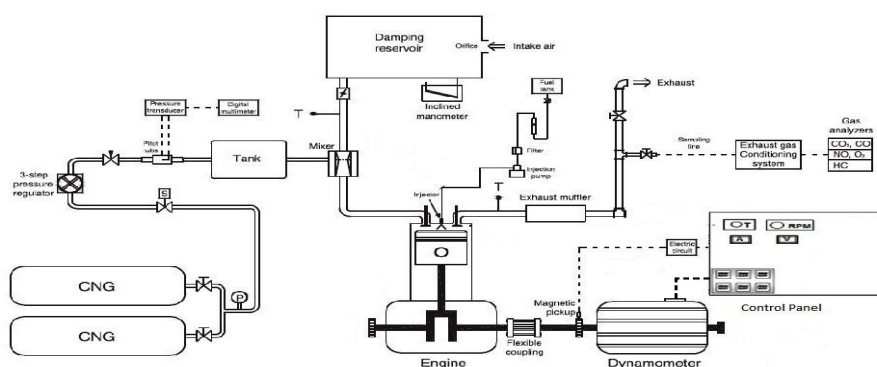 Damping
reservoir
Orifice
Intake air
Inclined
manometer
T
Pressure
transducer
Digital
multimeter
Pitot
tube
Tank
Mixer
3-step
pressure
regulator
S
P
CNG
CNG
Fuel
tank
Filter
Injection
pump
Injector
T
Exhaust muffler
Exhaust
Sampling
line
Exhaust gas
Conditioning
system
Gas
analyzers
CO₂, CO
NO, O₂
HC
T
RPM
A
V
Electric
circuit
Control Panel
Magnetic
pickup
Flexible
coupling
Engine
Dynamometer